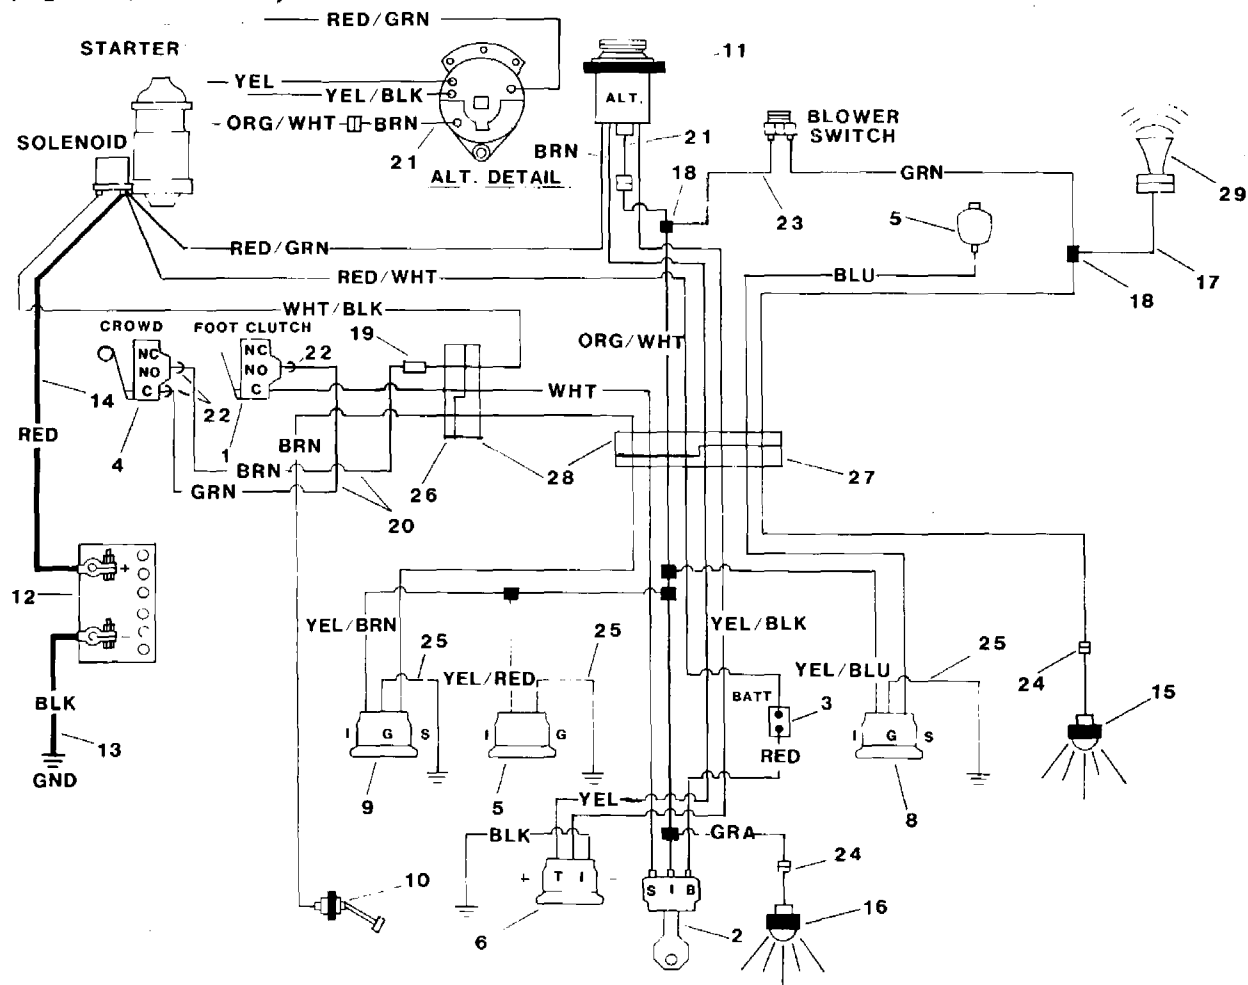 RED/GRN
STARTER
11
YEL
YEL/BLK
ALT.
BLOWER
SWITCH
ORG/WHT
BRN
SOLENOID
21
ALT. DETAIL
BRN
21
18
GRN
29
23
5
RED/GRN
RED/WHT
BLU
18
17
WHT/BLK
19
CROWD
FOOT CLUTCH
22
ORG/WHT
NC
NO
C
NC
NO
C
WHT
14
22
RED
4
1
BRN
BRN
GRN
26
28
27
20
12
+
-
YEL/BRN
25
YEL/RED
25
YEL/BLK
YEL/BLU
25
24
15
BLK
13
GND
BATT
3
RED
I
G
S
I
G
I
G
S
9
5
8
YEL
BLK
GRA
24
10
+
T
I
-
S
I
B
16
6
2